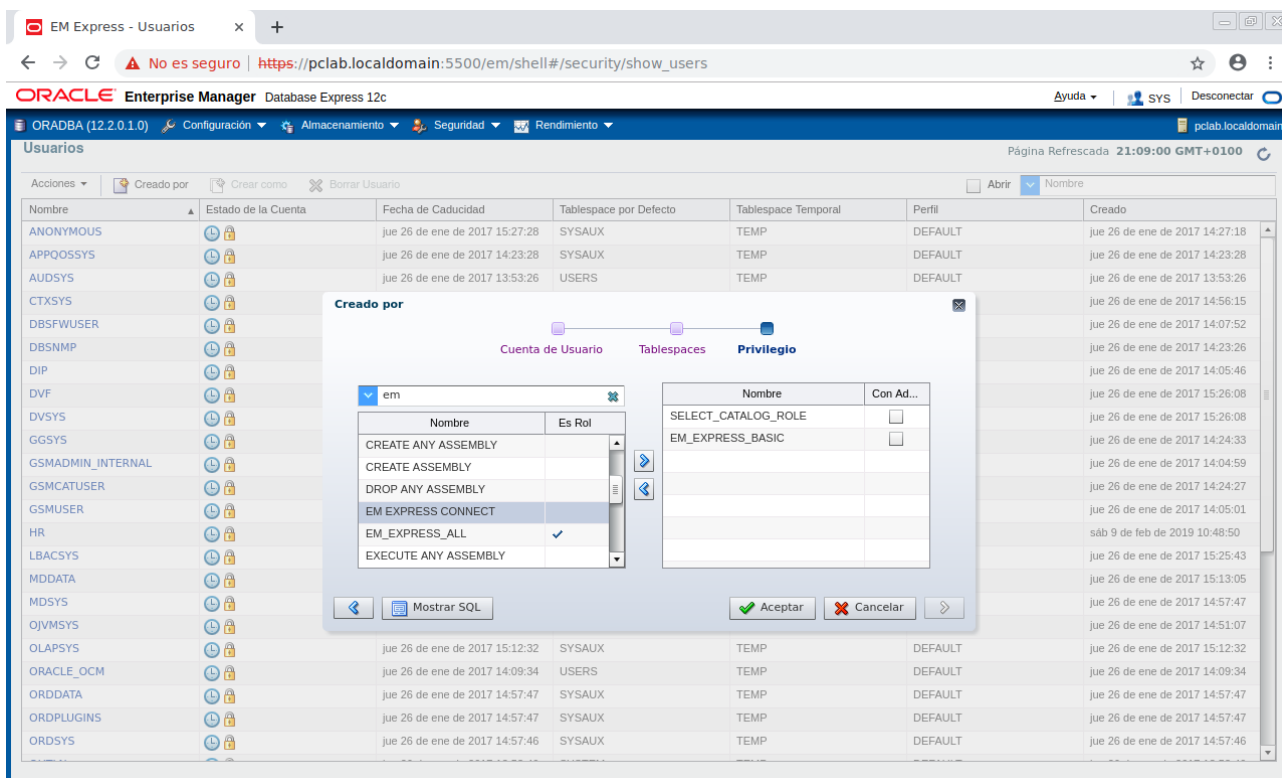 EM Express - Usuarios
No es seguro | https://pclab.localdomain:5500/em/shell#/security/show_users
ORACLE Enterprise Manager Database Express 12c Ayuda SYS Desconectar
ORADBA (12.2.0.1.0) Configuración Almacenamiento Seguridad Rendimiento pclab.localdomain
Usuarios Página Refrescada 21:09:00 GMT+0100
Acciones Creado por Crear como Borrar Usuario Abrir Nombre
Nombre Estado de la Cuenta Fecha de Caducidad Tablespace por Defecto Tablespace Temporal Perfil Creado
ANONYMOUS jue 26 de ene de 2017 15:27:28 SYSAUX TEMP DEFAULT jue 26 de ene de 2017 14:27:18
APPQOSSYS jue 26 de ene de 2017 14:23:28 SYSAUX TEMP DEFAULT jue 26 de ene de 2017 14:23:28
AUDSYS jue 26 de ene de 2017 13:53:26 USERS TEMP DEFAULT jue 26 de ene de 2017 13:53:26
CTXSYS jue 26 de ene de 2017 14:56:15
DBSFWUSER jue 26 de ene de 2017 14:07:52
DBSNMP jue 26 de ene de 2017 14:23:26
DIP jue 26 de ene de 2017 14:05:46
DVF jue 26 de ene de 2017 15:26:08
DVSYS jue 26 de ene de 2017 15:26:08
GGSYS jue 26 de ene de 2017 14:24:33
GSMADMIN_INTERNAL jue 26 de ene de 2017 14:04:59
GSMCATUSER jue 26 de ene de 2017 14:24:27
GSMUSER jue 26 de ene de 2017 14:05:01
HR sáb 9 de feb de 2019 10:48:50
LBACSYS jue 26 de ene de 2017 15:25:43
MDDATA jue 26 de ene de 2017 15:13:05
MDSYS jue 26 de ene de 2017 14:57:47
OJVMSYS jue 26 de ene de 2017 14:51:07
OLAPSYS jue 26 de ene de 2017 15:12:32 SYSAUX TEMP DEFAULT jue 26 de ene de 2017 15:12:32
ORACLE_OCM jue 26 de ene de 2017 14:09:34 USERS TEMP DEFAULT jue 26 de ene de 2017 14:09:34
ORDDATA jue 26 de ene de 2017 14:57:47 SYSAUX TEMP DEFAULT jue 26 de ene de 2017 14:57:47
ORDPLUGINS jue 26 de ene de 2017 14:57:47 SYSAUX TEMP DEFAULT jue 26 de ene de 2017 14:57:47
ORDSYS jue 26 de ene de 2017 14:57:46 SYSAUX TEMP DEFAULT jue 26 de ene de 2017 14:57:46
Creado por
Cuenta de Usuario Tablespaces Privilegio
em
Nombre Es Rol
CREATE ANY ASSEMBLY
CREATE ASSEMBLY
DROP ANY ASSEMBLY
EM EXPRESS CONNECT
EM_EXPRESS_ALL
EXECUTE ANY ASSEMBLY
Nombre Con Ad...
SELECT_CATALOG_ROLE
EM_EXPRESS_BASIC
Mostrar SQL Aceptar Cancelar